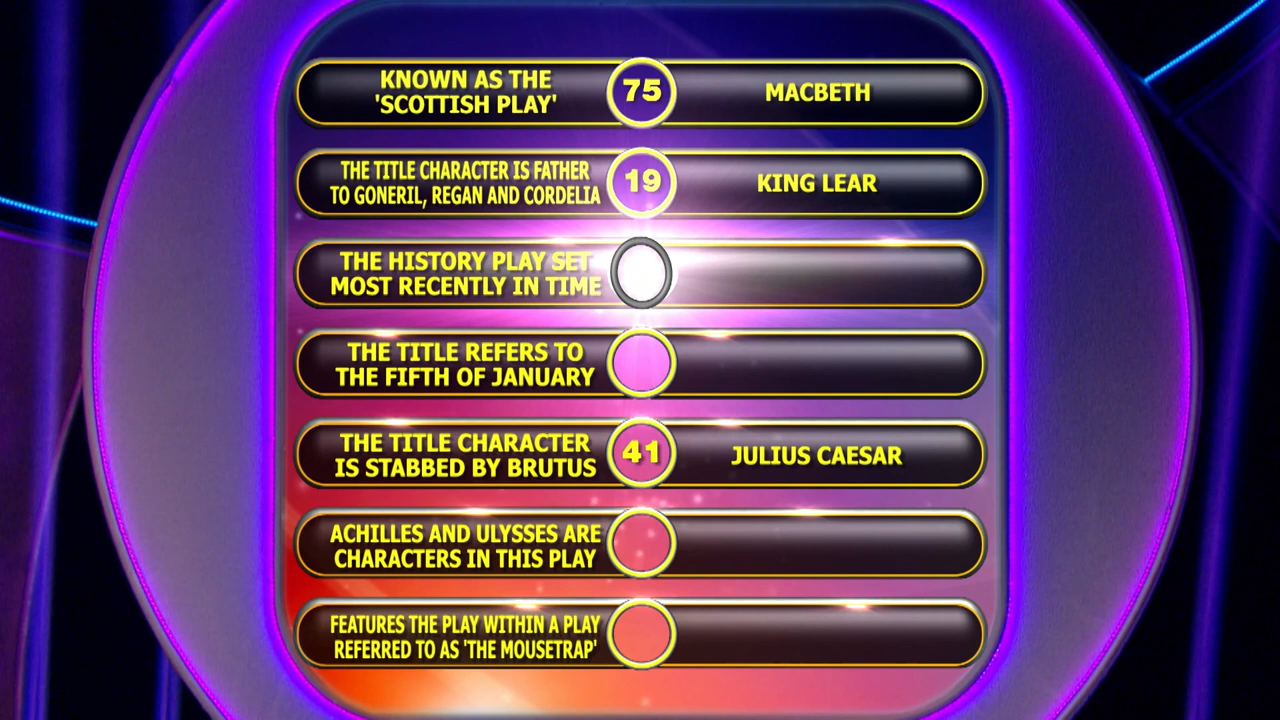 KNOWN AS THE
'SCOTTISH PLAY'
75
MACBETH
THE TITLE CHARACTER IS FATHER
TO GONERIL, REGAN AND CORDELIA
19
KING LEAR
THE HISTORY PLAY SET
MOST RECENTLY IN TIME
THE TITLE REFERS TO
THE FIFTH OF JANUARY
THE TITLE CHARACTER
IS STABBED BY BRUTUS
41
JULIUS CAESAR
ACHILLES AND ULYSSES ARE
CHARACTERS IN THIS PLAY
FEATURES THE PLAY WITHIN A PLAY
REFERRED TO AS 'THE MOUSETRAP'